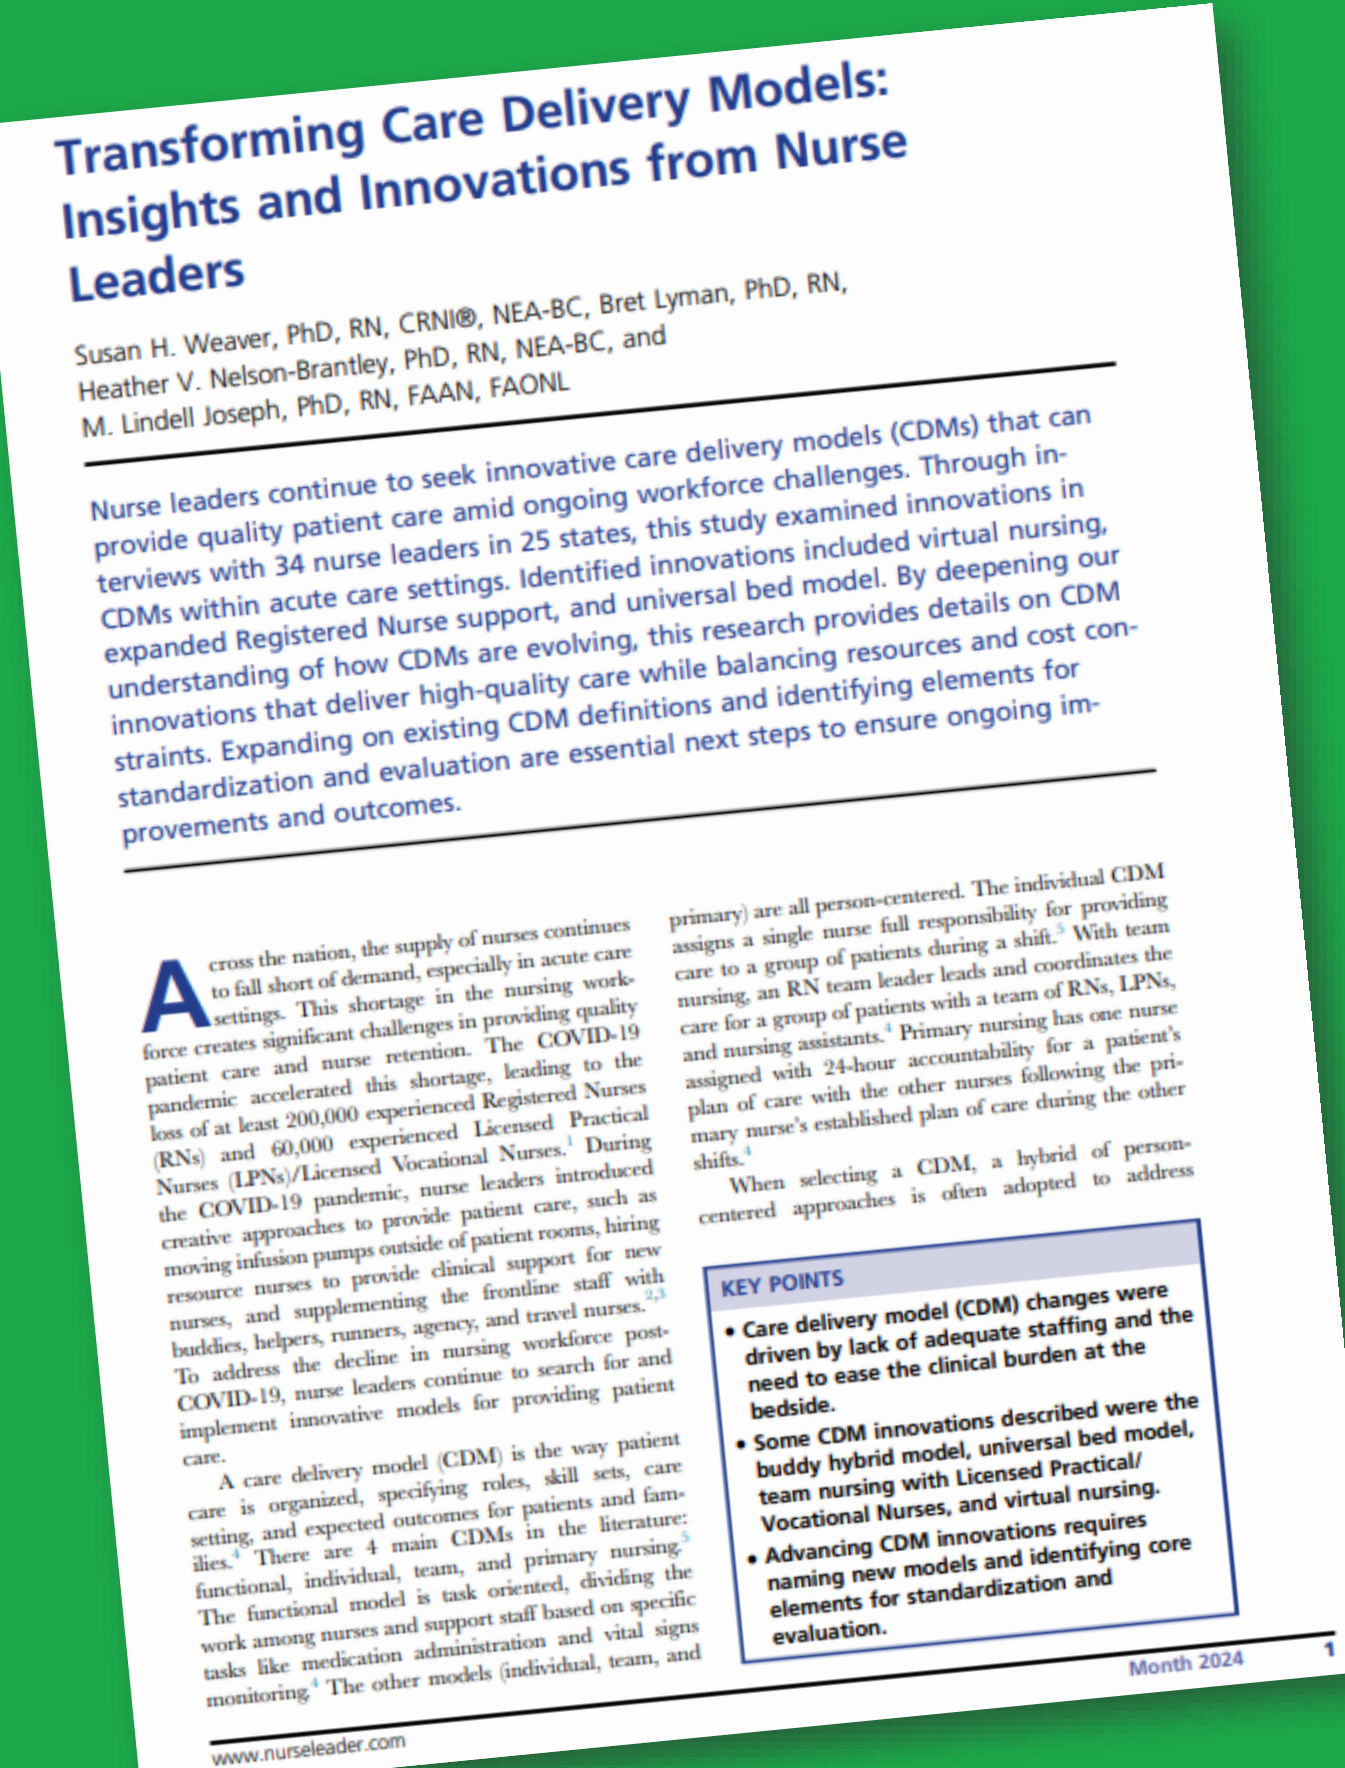 Transforming Care Delivery Models:
Insights and Innovations from Nurse
Leaders
Susan H. Weaver, PhD, RN, CRNI®, NEA-BC, Bret Lyman, PhD, RN,
Heather V. Nelson-Brantley, PhD, RN, NEA-BC, and
M. Lindell Joseph, PhD, RN, FAAN, FAONL
Nurse leaders continue to seek innovative care delivery models (CDMs) that can
provide quality patient care amid ongoing workforce challenges. Through in-
terviews with 34 nurse leaders in 25 states, this study examined innovations in
CDMs within acute care settings. Identified innovations included virtual nursing,
expanded Registered Nurse support, and universal bed model. By deepening our
understanding of how CDMs are evolving, this research provides details on CDM
innovations that deliver high-quality care while balancing resources and cost con-
straints. Expanding on existing CDM definitions and identifying elements for
standardization and evaluation are essential next steps to ensure ongoing im-
provements and outcomes.
Across the nation, the supply of nurses continues
to fall short of demand, especially in acute care
settings. This shortage in the nursing work-
force creates significant challenges in providing quality
patient care and nurse retention. The COVID-19
pandemic accelerated this shortage, leading to the
loss of at least 200,000 experienced Registered Nurses
(RNs) and 60,000 experienced Licensed Practical
Nurses (LPNs)/Licensed Vocational Nurses.1 During
the COVID-19 pandemic, nurse leaders introduced
creative approaches to provide patient care, such as
moving infusion pumps outside of patient rooms, hiring
resource nurses to provide clinical support for new
nurses, and supplementing the frontline staff with
buddies, helpers, runners, agency, and travel nurses.2,3
To address the decline in nursing workforce post-
COVID-19, nurse leaders continue to search for and
implement innovative models for providing patient
care.
A care delivery model (CDM) is the way patient
care is organized, specifying roles, skill sets, care
setting, and expected outcomes for patients and fam-
ilies.4 There are 4 main CDMs in the literature:
functional, individual, team, and primary nursing.5
The functional model is task oriented, dividing the
work among nurses and support staff based on specific
tasks like medication administration and vital signs
monitoring.4 The other models (individual, team, and
primary) are all person-centered. The individual CDM
assigns a single nurse full responsibility for providing
care to a group of patients during a shift.5 With team
nursing, an RN team leader leads and coordinates the
care for a group of patients with a team of RNs, LPNs,
and nursing assistants.4 Primary nursing has one nurse
assigned with 24-hour accountability for a patient's
plan of care with the other nurses following the pri-
mary nurse's established plan of care during the other
shifts.4
When selecting a CDM, a hybrid of person-
centered approaches is often adopted to address
KEY POINTS
• Care delivery model (CDM) changes were
driven by lack of adequate staffing and the
need to ease the clinical burden at the
bedside.
• Some CDM innovations described were the
buddy hybrid model, universal bed model,
team nursing with Licensed Practical/
Vocational Nurses, and virtual nursing.
• Advancing CDM innovations requires
naming new models and identifying core
elements for standardization and
evaluation.
www.nurseleader.com
Month 2024 1